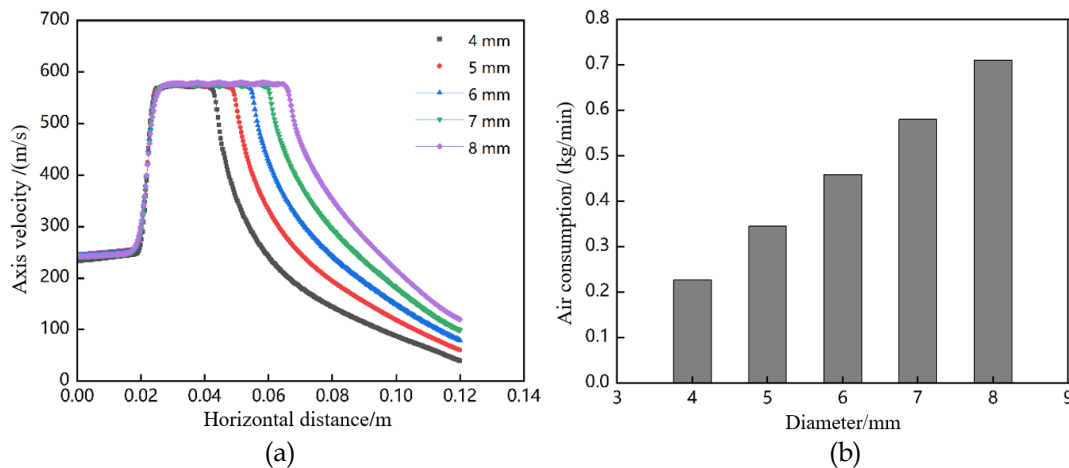 700
600
500
400
300
200
100
0
Axis velocity /(m/s)
4 mm
5 mm
6 mm
7 mm
8 mm
0.00 0.02 0.04 0.06 0.08 0.10 0.12 0.14
Horizontal distance/m
(a)
0.8
0.7
0.6
0.5
0.4
0.3
0.2
0.1
0.0
Air consumption/ (kg/min)
3 4 5 6 7 8 9
Diameter/mm
(b)